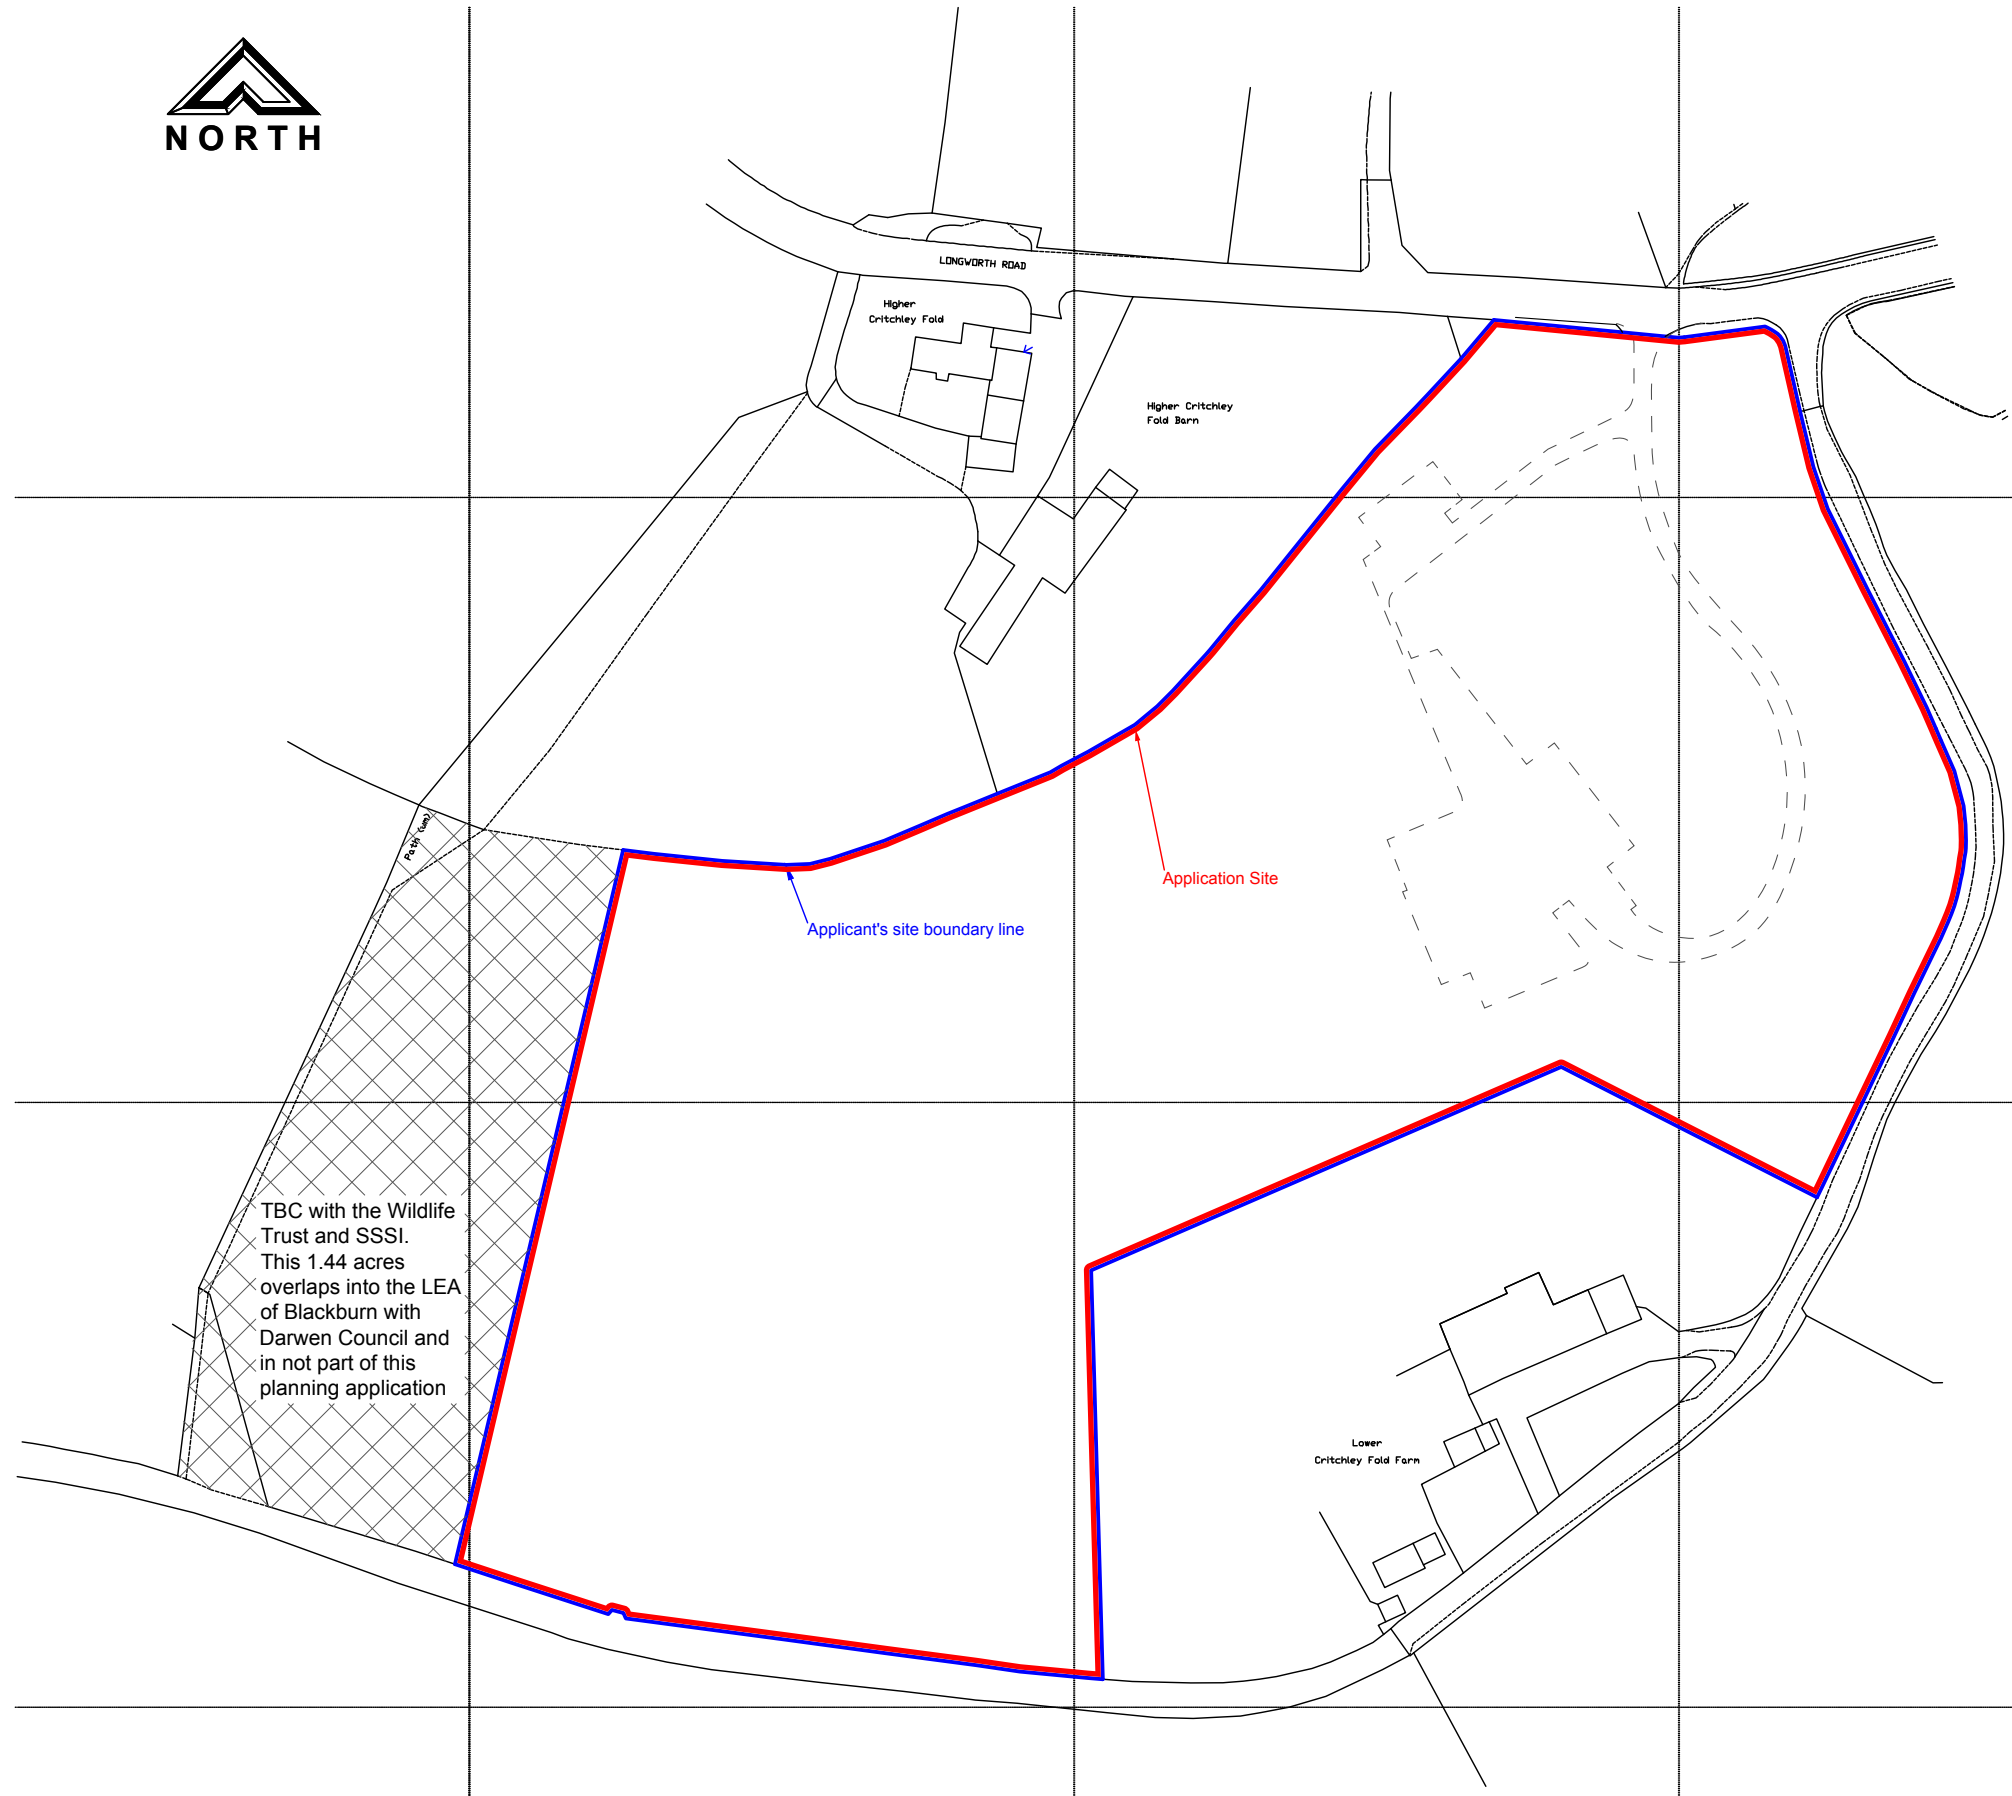 NORTH
LONGWORTH ROAD
Higher
Critchley Fold
Higher Critchley
Fold Barn
Path (um)
Application Site
Applicant's site boundary line
TBC with the Wildlife
Trust and SSSI.
This 1.44 acres
overlaps into the LEA
of Blackburn with
Darwen Council and
in not part of this
planning application
Lower
Critchley Fold Farm